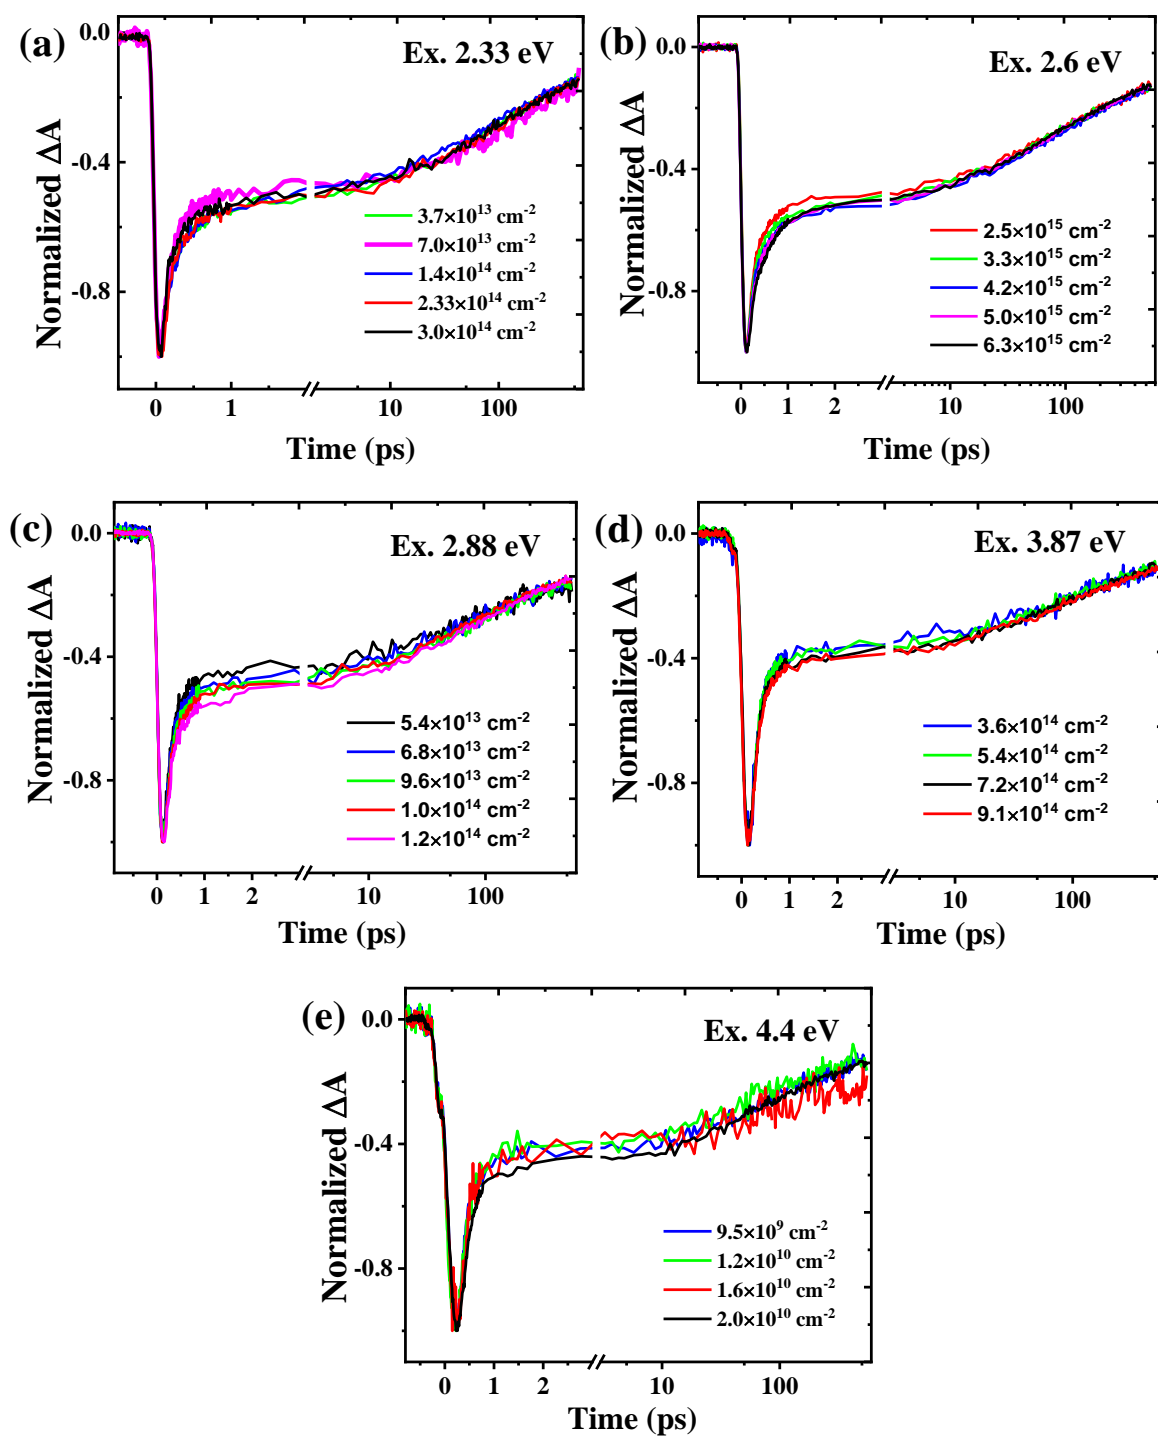 (a)
Ex. 2.33 eV
0.0
-0.4
-0.8
Normalized ΔA
3.7×10¹³ cm⁻²
7.0×10¹³ cm⁻²
1.4×10¹⁴ cm⁻²
2.33×10¹⁴ cm⁻²
3.0×10¹⁴ cm⁻²
0 1 10 100
Time (ps)
(b)
Ex. 2.6 eV
0.0
-0.4
-0.8
Normalized ΔA
2.5×10¹⁵ cm⁻²
3.3×10¹⁵ cm⁻²
4.2×10¹⁵ cm⁻²
5.0×10¹⁵ cm⁻²
6.3×10¹⁵ cm⁻²
0 1 2 10 100
Time (ps)
(c)
Ex. 2.88 eV
0.0
-0.4
-0.8
Normalized ΔA
5.4×10¹³ cm⁻²
6.8×10¹³ cm⁻²
9.6×10¹³ cm⁻²
1.0×10¹⁴ cm⁻²
1.2×10¹⁴ cm⁻²
0 1 2 10 100
Time (ps)
(d)
Ex. 3.87 eV
0.0
-0.4
-0.8
Normalized ΔA
3.6×10¹⁴ cm⁻²
5.4×10¹⁴ cm⁻²
7.2×10¹⁴ cm⁻²
9.1×10¹⁴ cm⁻²
0 1 2 10 100
Time (ps)
(e)
Ex. 4.4 eV
0.0
-0.4
-0.8
Normalized ΔA
9.5×10⁹ cm⁻²
1.2×10¹⁰ cm⁻²
1.6×10¹⁰ cm⁻²
2.0×10¹⁰ cm⁻²
0 1 2 10 100
Time (ps)